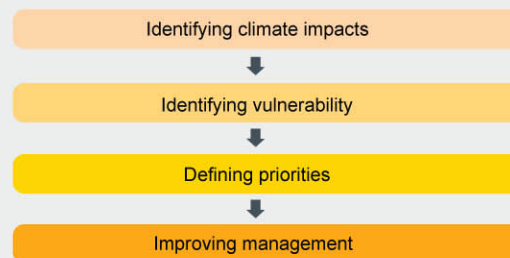 Identifying climate impacts
Identifying vulnerability
Defining priorities
Improving management